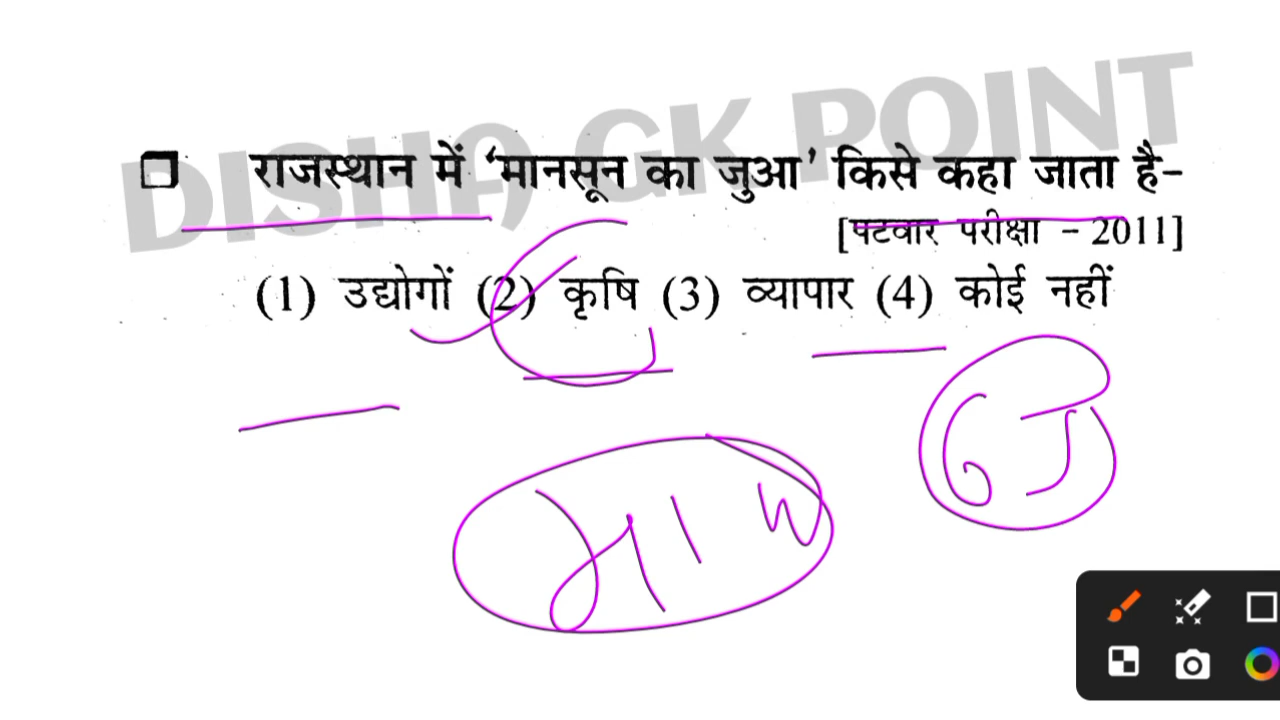 DISHA GK POINT
❑ राजस्थान में ‘मानसून का जुआ’ किसे कहा जाता है-
[पटवार परीक्षा - 2011]
(1) उद्योगों (2) कृषि (3) व्यापार (4) कोई नहीं